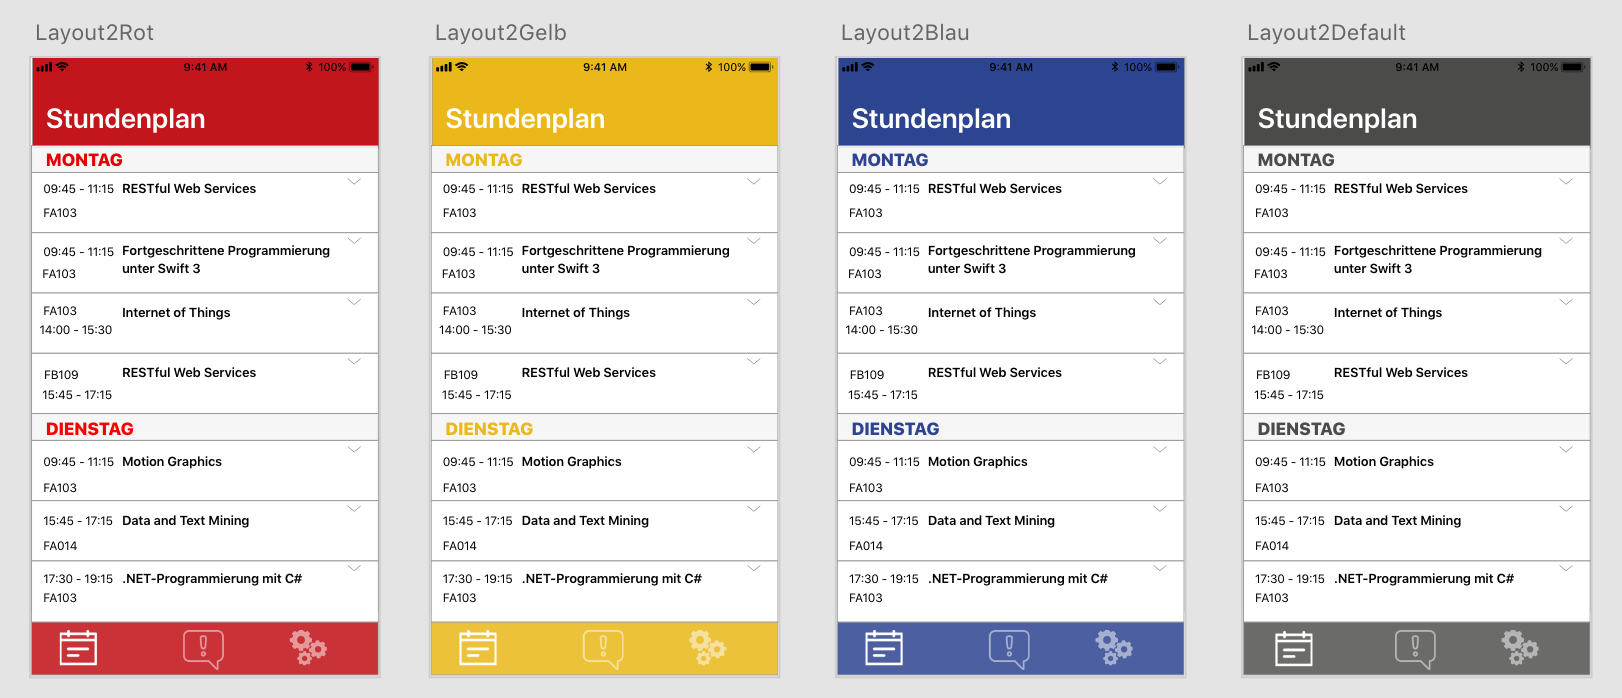 Layout2Rot
9:41 AM 100%
Stundenplan
MONTAG
09:45 - 11:15 RESTful Web Services
FA103
09:45 - 11:15 Fortgeschrittene Programmierung
unter Swift 3
FA103
FA103
Internet of Things
14:00 - 15:30
FB109 RESTful Web Services
15:45 - 17:15
DIENSTAG
09:45 - 11:15 Motion Graphics
FA103
15:45 - 17:15 Data and Text Mining
FA014
17:30 - 19:15 .NET-Programmierung mit C#
FA103
Layout2Gelb
9:41 AM 100%
Stundenplan
MONTAG
09:45 - 11:15 RESTful Web Services
FA103
09:45 - 11:15 Fortgeschrittene Programmierung
unter Swift 3
FA103
FA103
Internet of Things
14:00 - 15:30
FB109 RESTful Web Services
15:45 - 17:15
DIENSTAG
09:45 - 11:15 Motion Graphics
FA103
15:45 - 17:15 Data and Text Mining
FA014
17:30 - 19:15 .NET-Programmierung mit C#
FA103
Layout2Blau
9:41 AM 100%
Stundenplan
MONTAG
09:45 - 11:15 RESTful Web Services
FA103
09:45 - 11:15 Fortgeschrittene Programmierung
unter Swift 3
FA103
FA103
Internet of Things
14:00 - 15:30
FB109 RESTful Web Services
15:45 - 17:15
DIENSTAG
09:45 - 11:15 Motion Graphics
FA103
15:45 - 17:15 Data and Text Mining
FA014
17:30 - 19:15 .NET-Programmierung mit C#
FA103
Layout2Default
9:41 AM 100%
Stundenplan
MONTAG
09:45 - 11:15 RESTful Web Services
FA103
09:45 - 11:15 Fortgeschrittene Programmierung
unter Swift 3
FA103
FA103
Internet of Things
14:00 - 15:30
FB109 RESTful Web Services
15:45 - 17:15
DIENSTAG
09:45 - 11:15 Motion Graphics
FA103
15:45 - 17:15 Data and Text Mining
FA014
17:30 - 19:15 .NET-Programmierung mit C#
FA103